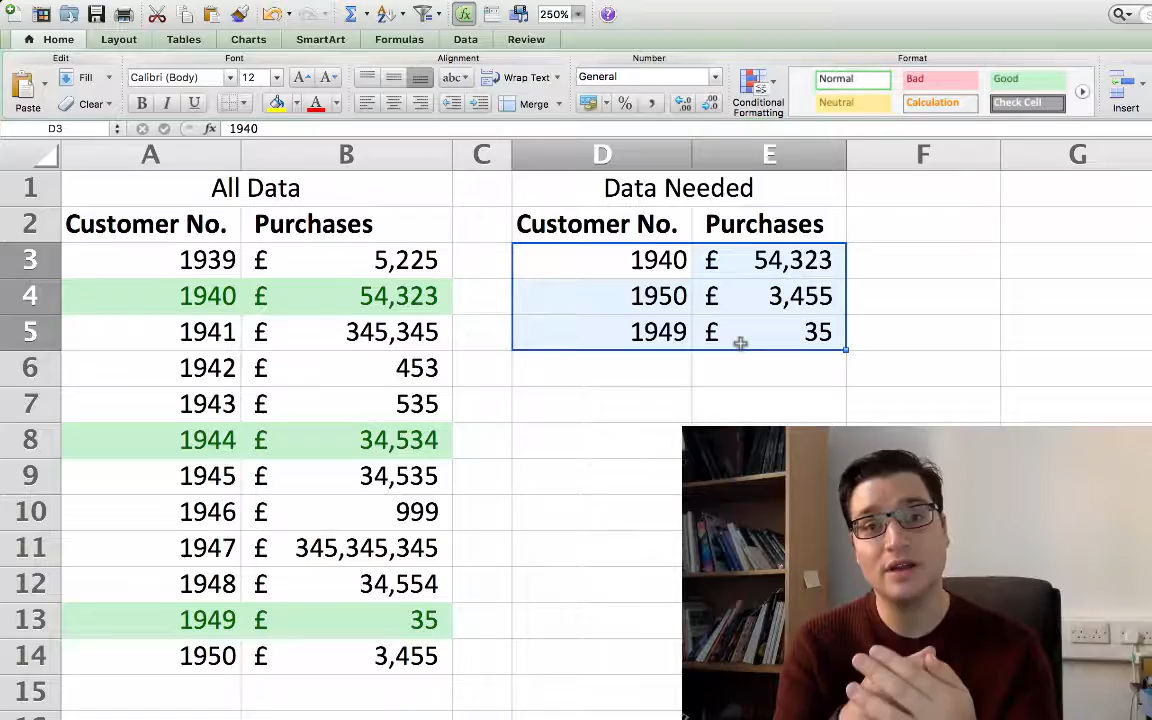 250%
Home Layout Tables Charts SmartArt Formulas Data Review
Edit Font Alignment Number Format
Fill Calibri (Body) 12 A A abc Wrap Text General Normal Bad Good
Paste Clear B I U A Merge % , Conditional Formatting Neutral Calculation Check Cell Insert
D3 fx 1940
A B C D E F G
1 All Data Data Needed
2 Customer No. Purchases Customer No. Purchases
3 1939 £ 5,225 1940 £ 54,323
4 1940 £ 54,323 1950 £ 3,455
5 1941 £ 345,345 1949 £ 35
6 1942 £ 453
7 1943 £ 535
8 1944 £ 34,534
9 1945 £ 34,535
10 1946 £ 999
11 1947 £ 345,345,345
12 1948 £ 34,554
13 1949 £ 35
14 1950 £ 3,455
15